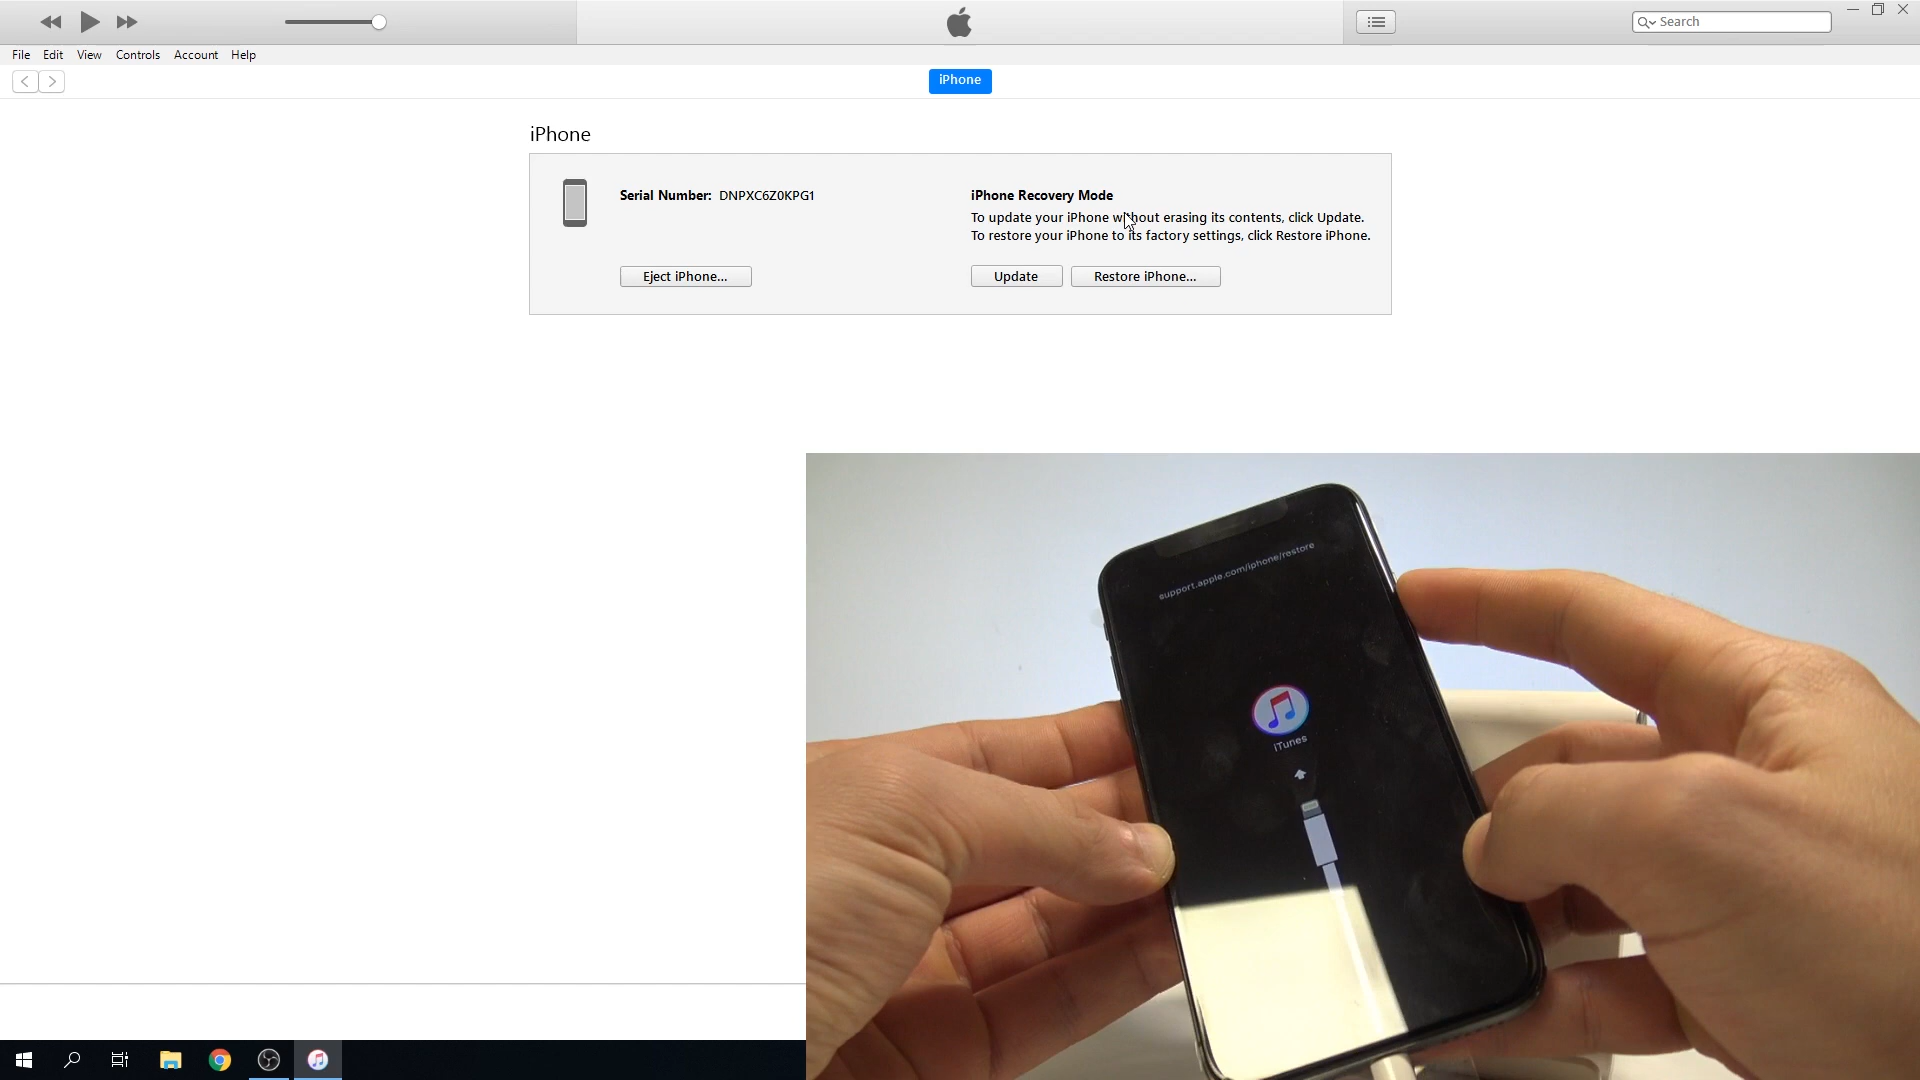 Search
File Edit View Controls Account Help
iPhone
iPhone
Serial Number: DNPXC6Z0KPG1
iPhone Recovery Mode
To update your iPhone without erasing its contents, click Update.
To restore your iPhone to its factory settings, click Restore iPhone.
Eject iPhone...
Update
Restore iPhone...
support.apple.com/iphone/restore
iTunes